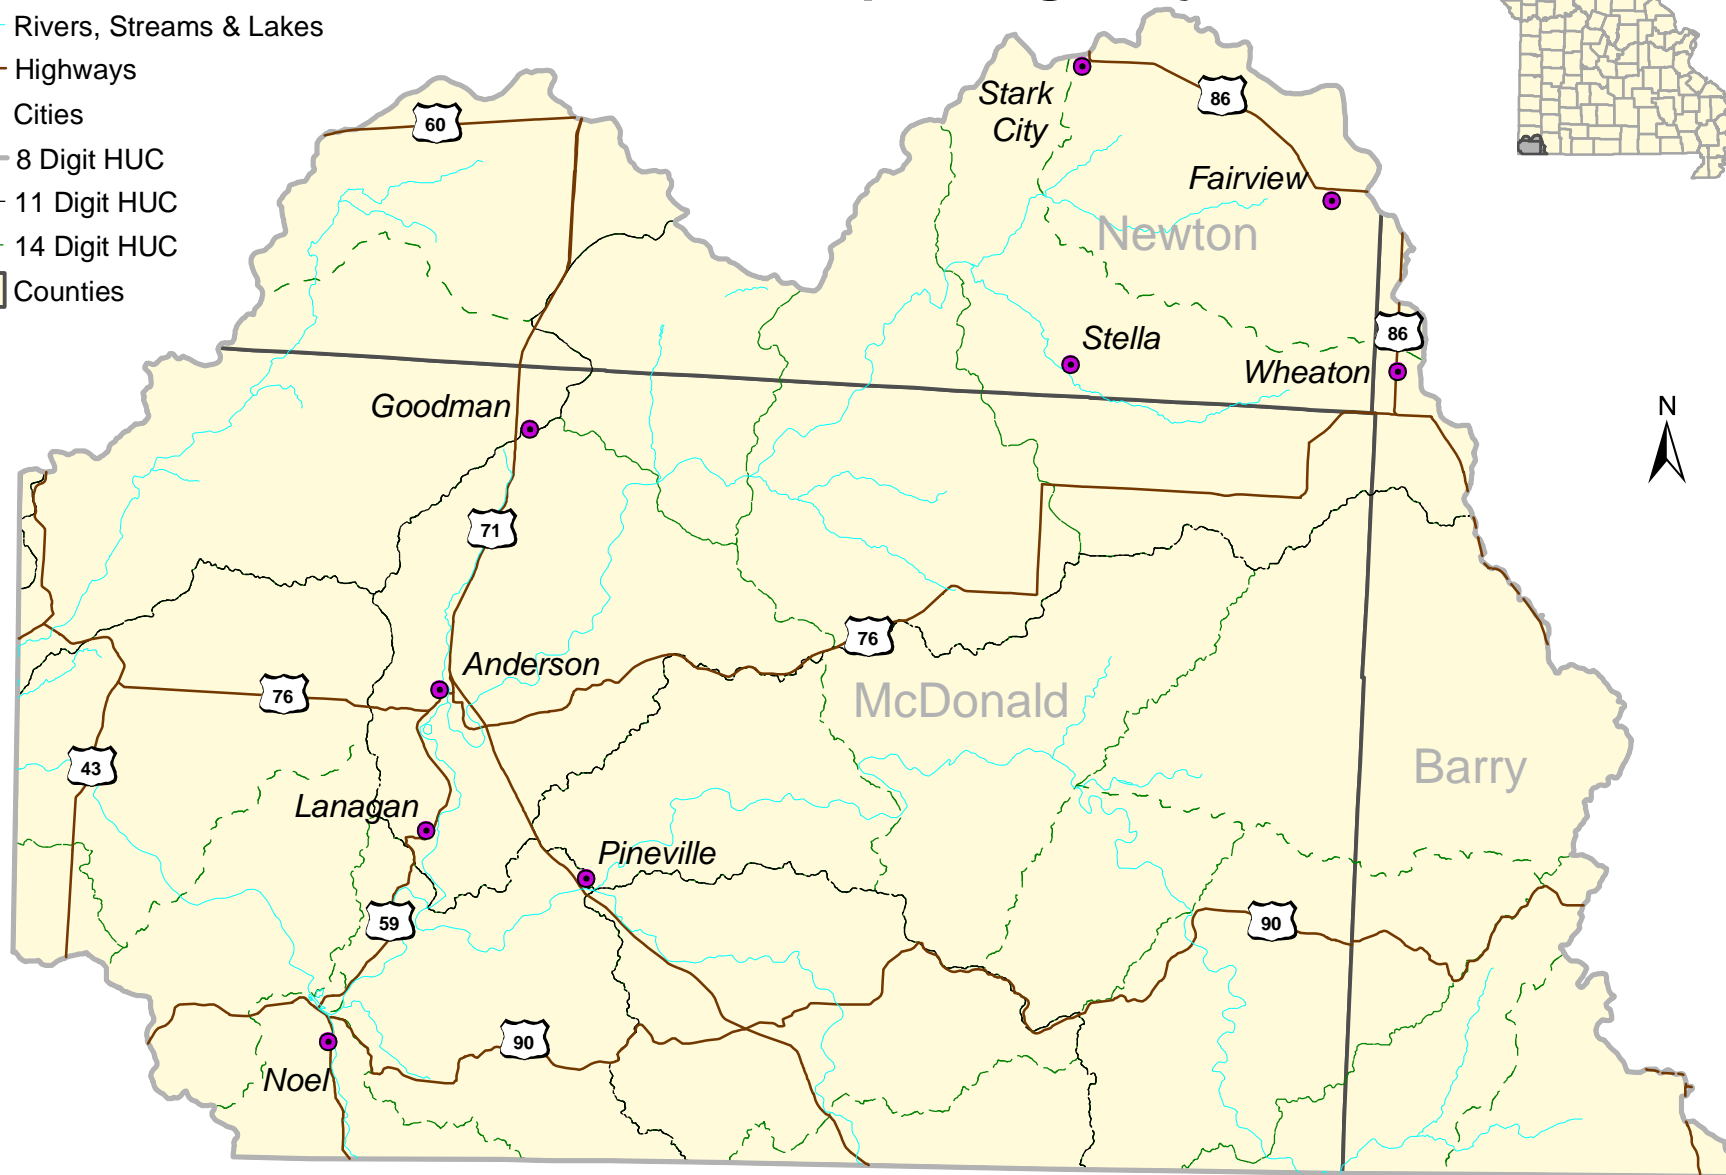 Rivers, Streams & Lakes
Highways
Cities
8 Digit HUC
11 Digit HUC
14 Digit HUC
Counties
60
Stark
City
86
Fairview
Newton
Stella
86
Wheaton
Goodman
N
71
76
Anderson
76
McDonald
43
Barry
Lanagan
Pineville
59
90
90
Noel